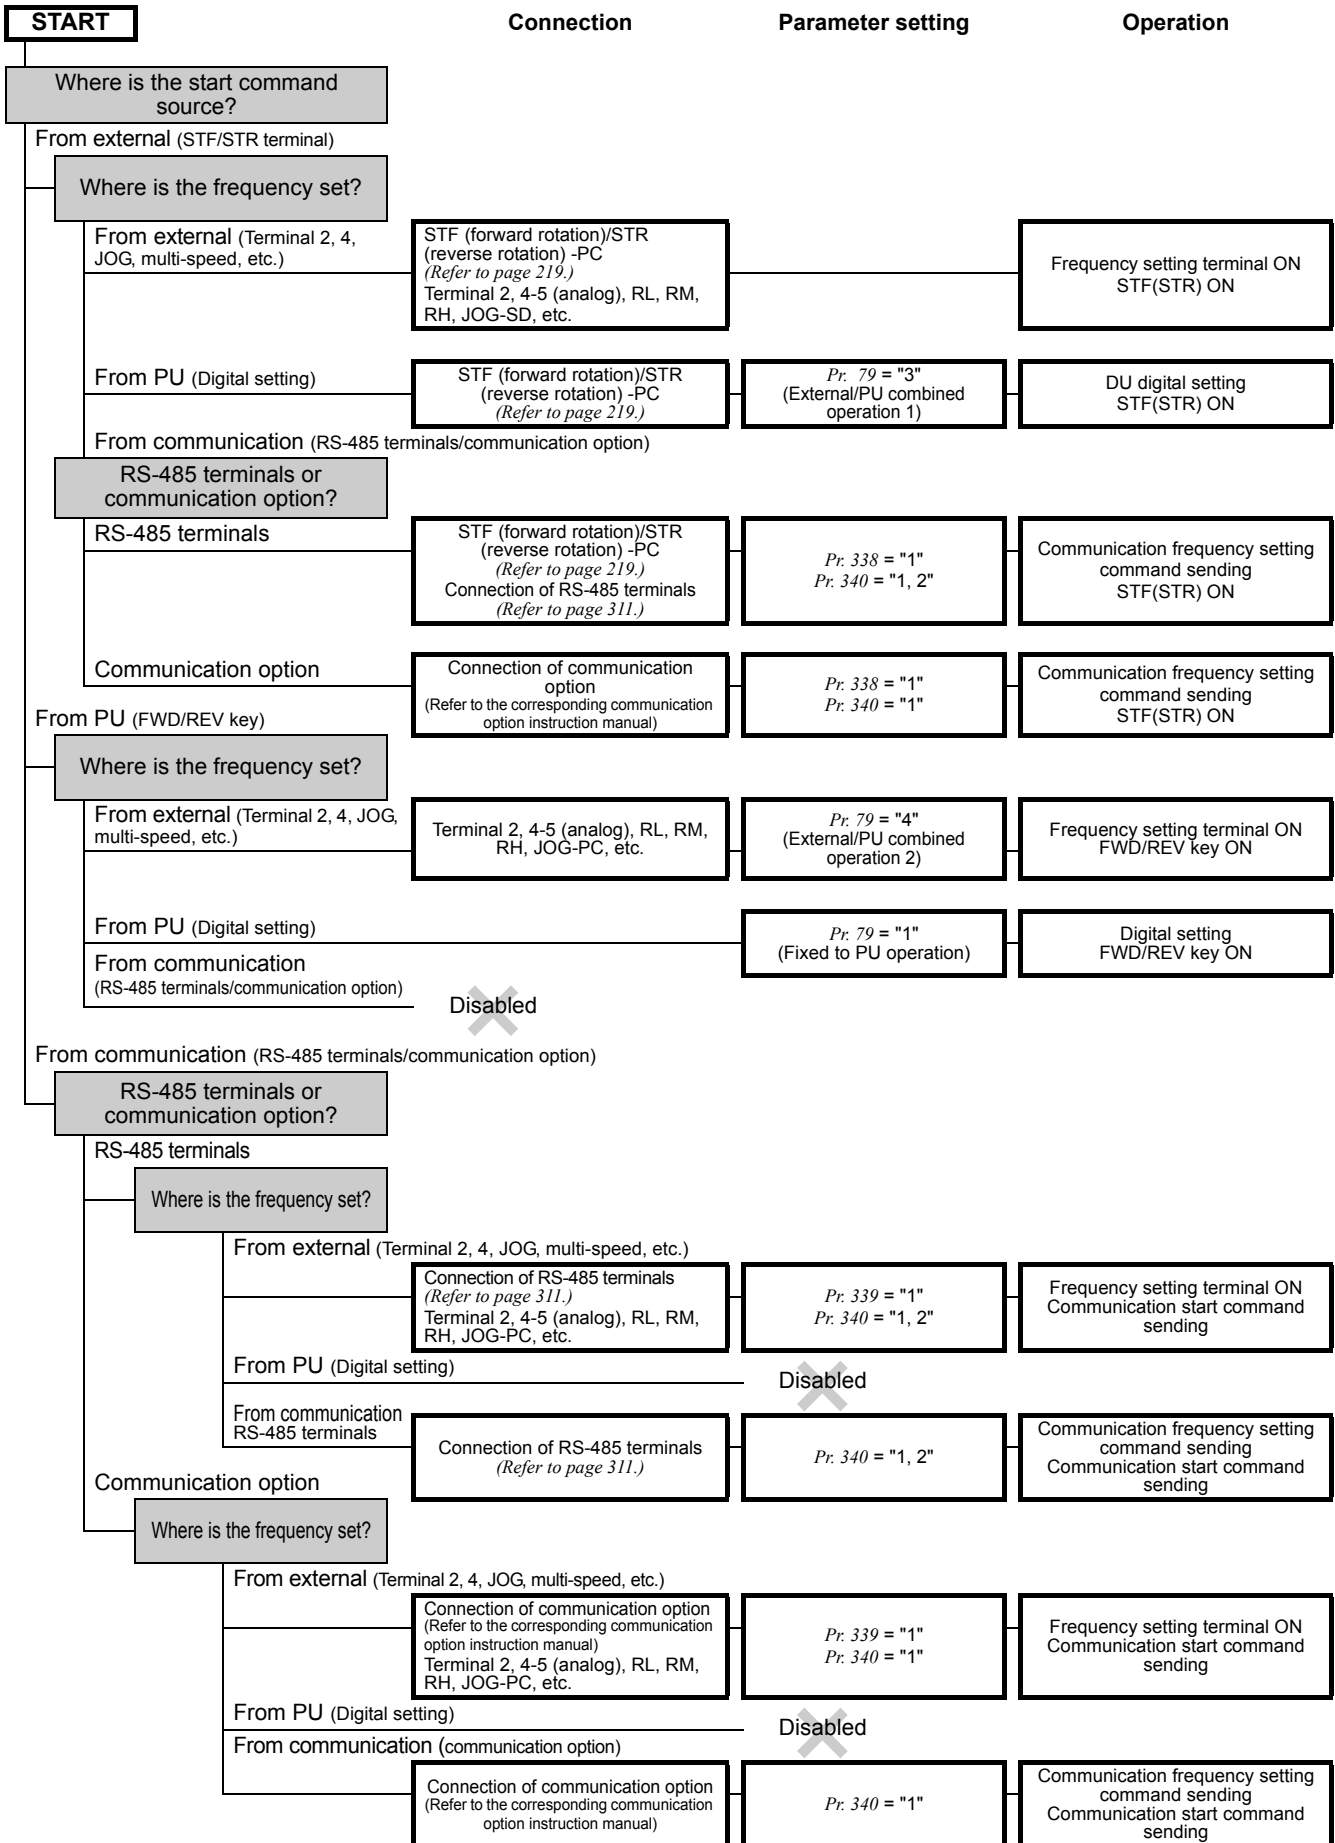 START
Connection
Parameter setting
Operation
Where is the start command
source?
From external (STF/STR terminal)
Where is the frequency set?
From external (Terminal 2, 4,
JOG, multi-speed, etc.)
STF (forward rotation)/STR
(reverse rotation) -PC
(Refer to page 219.)
Terminal 2, 4-5 (analog), RL, RM,
RH, JOG-SD, etc.
Frequency setting terminal ON
STF(STR) ON
From PU (Digital setting)
STF (forward rotation)/STR
(reverse rotation) -PC
(Refer to page 219.)
Pr. 79 = "3"
(External/PU combined
operation 1)
DU digital setting
STF(STR) ON
From communication (RS-485 terminals/communication option)
RS-485 terminals or
communication option?
RS-485 terminals
STF (forward rotation)/STR
(reverse rotation) -PC
(Refer to page 219.)
Connection of RS-485 terminals
(Refer to page 311.)
Pr. 338 = "1"
Pr. 340 = "1, 2"
Communication frequency setting
command sending
STF(STR) ON
Communication option
Connection of communication
option
(Refer to the corresponding communication
option instruction manual)
Pr. 338 = "1"
Pr. 340 = "1"
Communication frequency setting
command sending
STF(STR) ON
From PU (FWD/REV key)
Where is the frequency set?
From external (Terminal 2, 4, JOG,
multi-speed, etc.)
Terminal 2, 4-5 (analog), RL, RM,
RH, JOG-PC, etc.
Pr. 79 = "4"
(External/PU combined
operation 2)
Frequency setting terminal ON
FWD/REV key ON
From PU (Digital setting)
Pr. 79 = "1"
(Fixed to PU operation)
Digital setting
FWD/REV key ON
From communication
(RS-485 terminals/communication option)
Disabled
From communication (RS-485 terminals/communication option)
RS-485 terminals or
communication option?
RS-485 terminals
Where is the frequency set?
From external (Terminal 2, 4, JOG, multi-speed, etc.)
Connection of RS-485 terminals
(Refer to page 311.)
Terminal 2, 4-5 (analog), RL, RM,
RH, JOG-PC, etc.
Pr. 339 = "1"
Pr. 340 = "1, 2"
Frequency setting terminal ON
Communication start command
sending
From PU (Digital setting)
Disabled
From communication
RS-485 terminals
Connection of RS-485 terminals
(Refer to page 311.)
Pr. 340 = "1, 2"
Communication frequency setting
command sending
Communication start command
sending
Communication option
Where is the frequency set?
From external (Terminal 2, 4, JOG, multi-speed, etc.)
Connection of communication option
(Refer to the corresponding communication
option instruction manual)
Terminal 2, 4-5 (analog), RL, RM,
RH, JOG-PC, etc.
Pr. 339 = "1"
Pr. 340 = "1"
Frequency setting terminal ON
Communication start command
sending
From PU (Digital setting)
Disabled
From communication (communication option)
Connection of communication option
(Refer to the corresponding communication
option instruction manual)
Pr. 340 = "1"
Communication frequency setting
command sending
Communication start command
sending